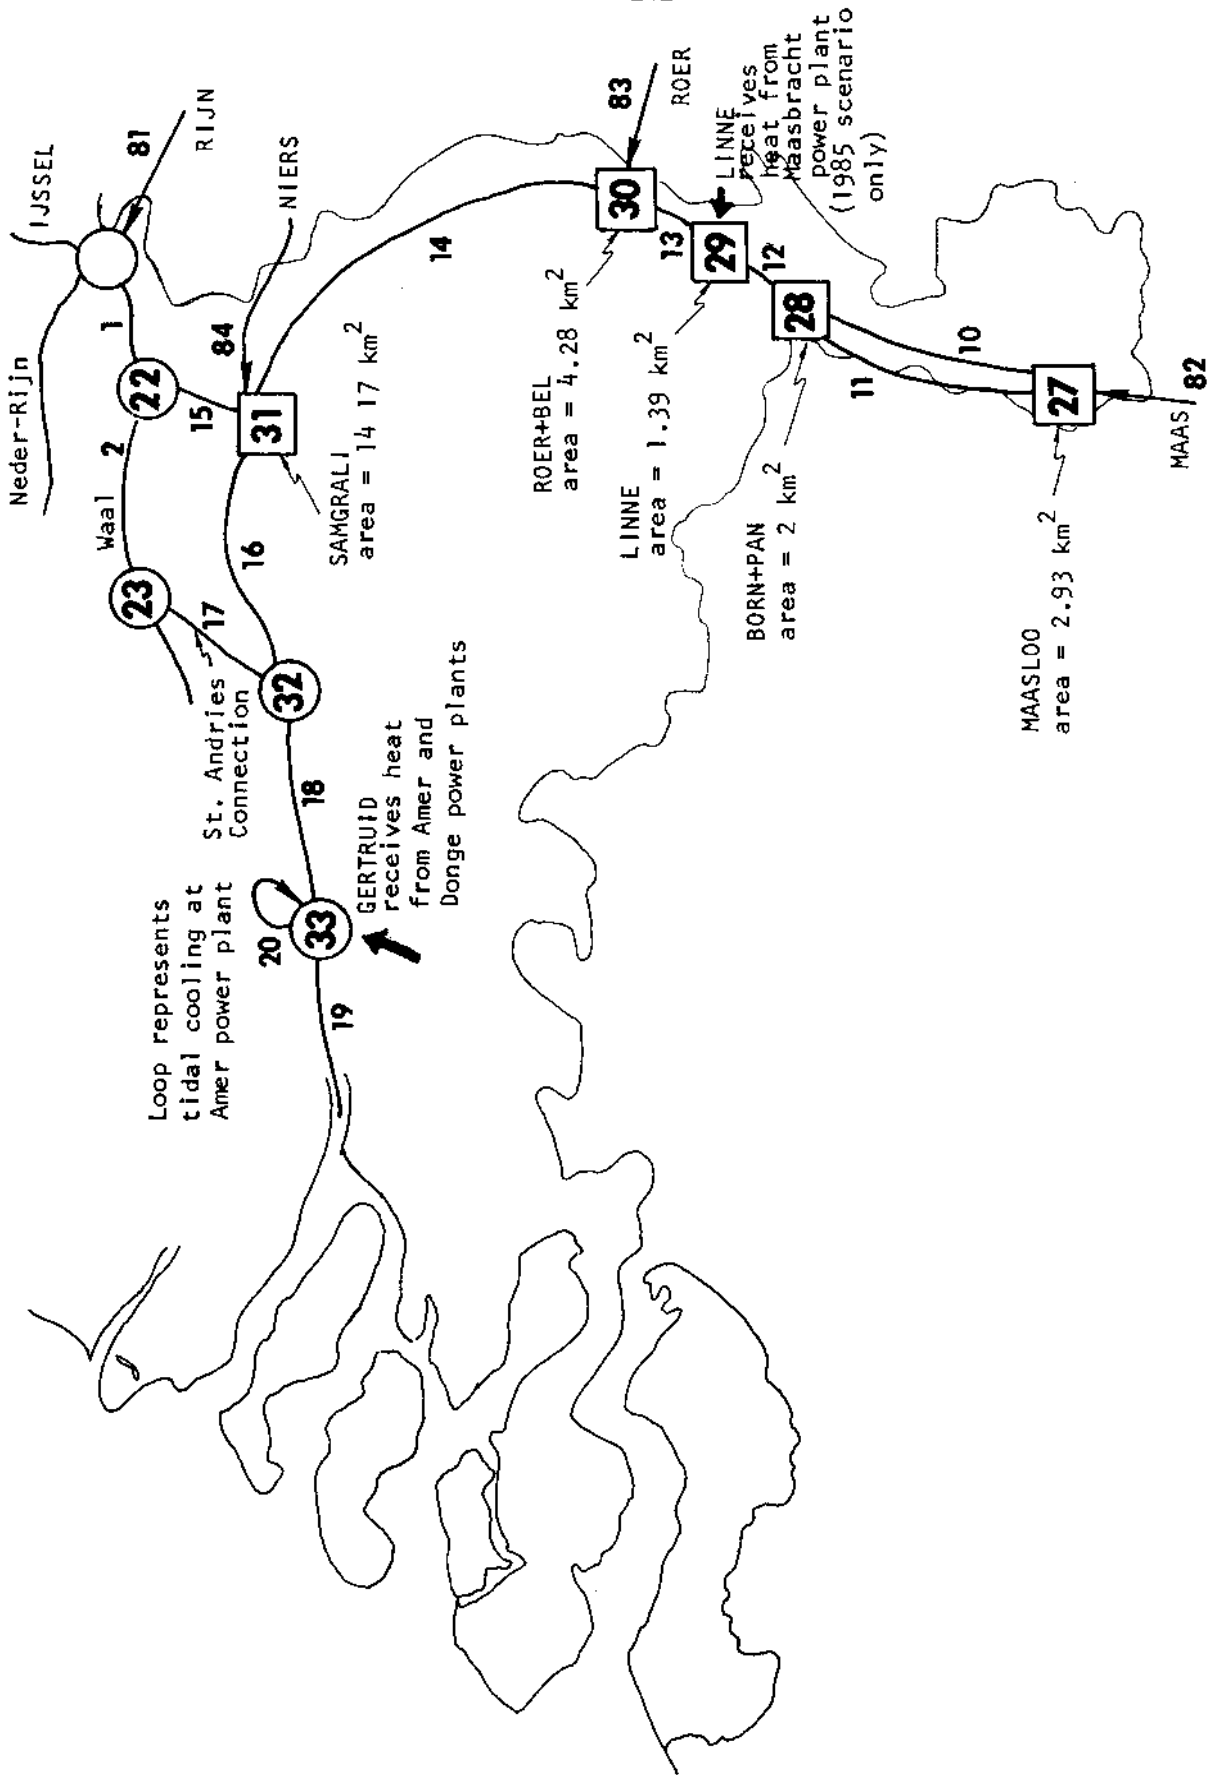 Neder-Rijn
IJSSEL
81
RIJN
1
Waal
2
22
23
84
NIERS
15
31
SAMGRALI
area = 14 17 km²
16
17
St. Andries
Connection
32
18
14
Loop represents
tidal cooling at
Amer power plant
20
33
GERTRUID
receives heat
from Amer and
Donge power plants
19
83
ROER
30
ROER+BEL
area = 4.28 km²
13
LINNE
receives
heat from
Maasbracht
power plant
(1985 scenario
only)
29
LINNE
area = 1.39 km²
12
28
BORN+PAN
area = 2 km²
11
10
27
MAASLOO
area = 2.93 km²
MAAS
82